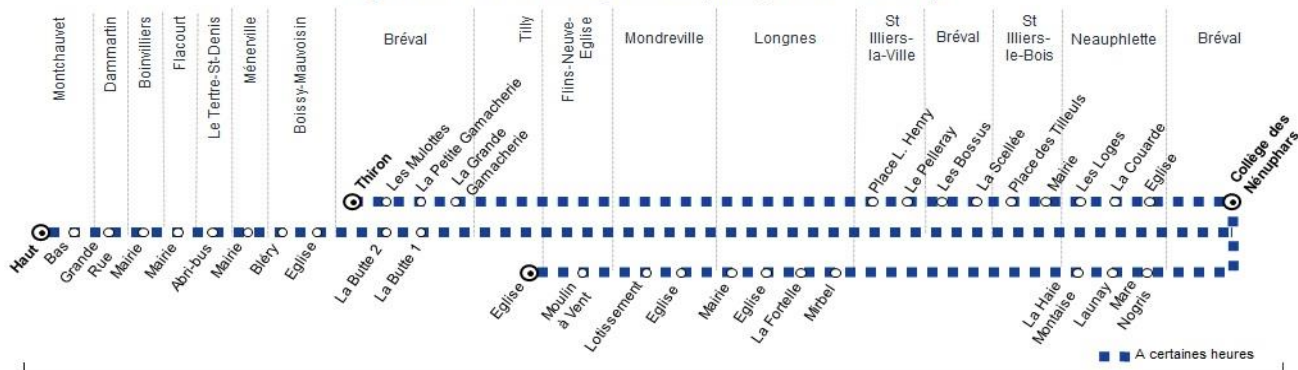 Montchauvet
Dammartin
Boinvilliers
Flacourt
Le Tertre-St-Denis
Ménerville
Boissy-Mauvoisin
Bréval
Tilly
Flins-Neuve-
Eglise
Mondreville
Longnes
St
Illiers-
la-Ville
Bréval
St
Illiers-
le-Bois
Neauphlette
Bréval
Thiron
Les Mulottes
La Petite Gamacherie
La Grande
Gamacherie
Place L. Henry
Le Pelleray
Les Bossus
La Scellée
Place des Tilleuls
Mairie
Les Loges
La Couarde
Eglise
Collège des
Nénuphars
Haut
Bas
Grande
Rue
Mairie
Mairie
Abri-bus
Mairie
Bléry
Eglise
La Butte 2
La Butte 1
Eglise
Moulin
à Vent
Lotissement
Eglise
Mairie
Eglise
La Fortelle
Mirbel
La Haie
Montaise
Launay
Mare
Nogris
A certaines heures